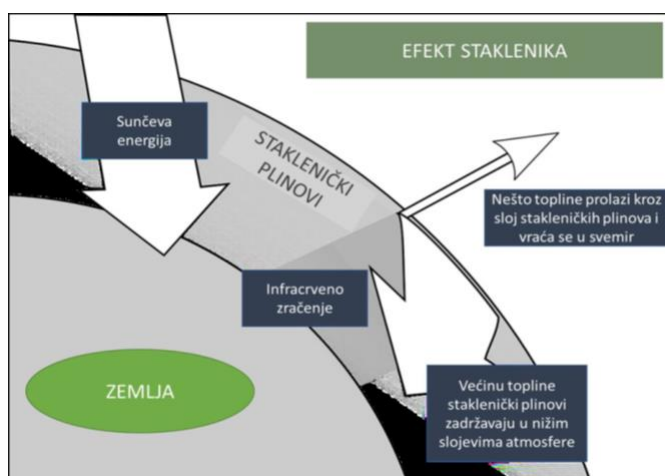 EFEKT STAKLENIKA
Sunčeva
energija
STAKLENIČKI
PLINOVI
Nešto topline prolazi kroz
sloj stakleničkih plinova i
vraća se u svemir
Infracrveno
zračenje
ZEMLJA
Većinu topline
staklenički plinovi
zadržavaju u nižim
slojevima atmosfere